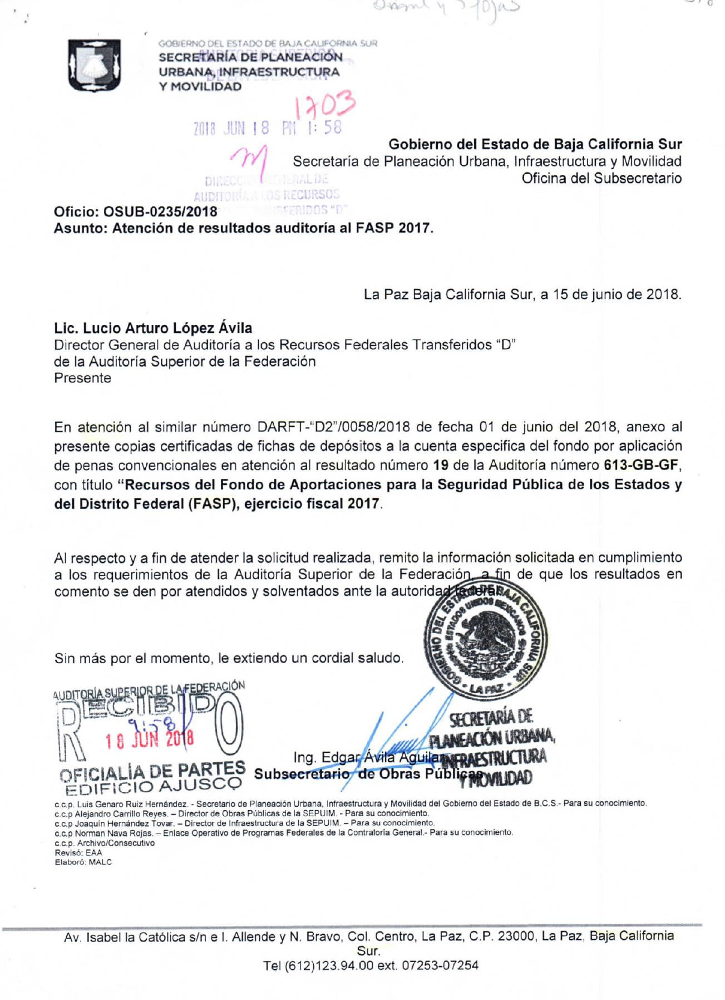 GOBIERNO DEL ESTADO DE BAJA CALIFORNIA SUR
SECRETARÍA DE PLANEACIÓN
URBANA, INFRAESTRUCTURA
Y MOVILIDAD
1703
2018 JUN 18 PM 1:58
Gobierno del Estado de Baja California Sur
Secretaría de Planeación Urbana, Infraestructura y Movilidad
Oficina del Subsecretario
DIRECCIÓN GENERAL DE
AUDITORÍA A LOS RECURSOS
"D"
Oficio: OSUB-0235/2018
Asunto: Atención de resultados auditoría al FASP 2017.
La Paz Baja California Sur, a 15 de junio de 2018.
Lic. Lucio Arturo López Ávila
Director General de Auditoría a los Recursos Federales Transferidos “D”
de la Auditoría Superior de la Federación
Presente
En atención al similar número DARFT-“D2”/0058/2018 de fecha 01 de junio del 2018, anexo al
presente copias certificadas de fichas de depósitos a la cuenta especifica del fondo por aplicación
de penas convencionales en atención al resultado número 19 de la Auditoría número 613-GB-GF,
con título “Recursos del Fondo de Aportaciones para la Seguridad Pública de los Estados y
del Distrito Federal (FASP), ejercicio fiscal 2017.
Al respecto y a fin de atender la solicitud realizada, remito la información solicitada en cumplimiento
a los requerimientos de la Auditoría Superior de la Federación, a fin de que los resultados en
comento se den por atendidos y solventados ante la autoridad federal.
GOBIERNO DEL ESTADO DE BAJA CALIFORNIA SUR
ESTADOS UNIDOS MEXICANOS
- LA PAZ -
Sin más por el momento, le extiendo un cordial saludo.
AUDITORÍA SUPERIOR DE LA FEDERACIÓN
RECIBIDO
9:58
18 JUN 2018
OFICIALÍA DE PARTES
EDIFICIO AJUSCO
SECRETARÍA DE
PLANEACIÓN URBANA,
INFRAESTRUCTURA
Y MOVILIDAD
Ing. Edgar Ávila Aguilar
Subsecretario de Obras Públicas
c.c.p. Luis Genaro Ruiz Hernández. - Secretario de Planeación Urbana, Infraestructura y Movilidad del Gobierno del Estado de B.C.S.- Para su conocimiento.
c.c.p Alejandro Carrillo Reyes. – Director de Obras Públicas de la SEPUIM. - Para su conocimiento.
c.c.p Joaquín Hernández Tovar. – Director de Infraestructura de la SEPUIM. – Para su conocimiento.
c.c.p Norman Nava Rojas. – Enlace Operativo de Programas Federales de la Contraloría General.- Para su conocimiento.
c.c.p. Archivo/Consecutivo
Revisó: EAA
Elaboró: MALC
Av. Isabel la Católica s/n e I. Allende y N. Bravo, Col. Centro, La Paz, C.P. 23000, La Paz, Baja California
Sur.
Tel (612)123.94.00 ext. 07253-07254